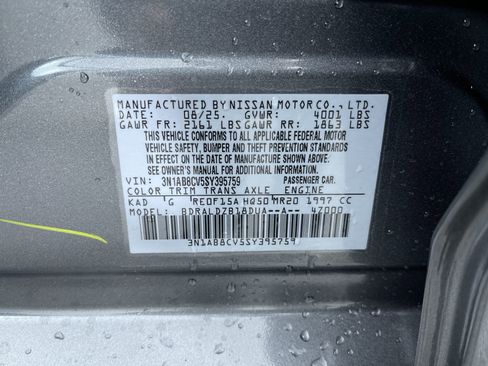 MANUFACTURED BY NISSAN MOTOR CO., LTD.
DATE: 06/25 GVWR: 4001 LBS
GAWR FR: 2161 LBS GAWR RR: 1863 LBS
THIS VEHICLE CONFORMS TO ALL APPLICABLE FEDERAL MOTOR
VEHICLE SAFETY, BUMPER AND THEFT PREVENTION STANDARDS
IN EFFECT ON THE DATE OF MANUFACTURE SHOWN ABOVE.
SEE OWNER'S MANUAL FOR ADDITIONAL INFORMATION.
VIN: 3N1AB8CV5SY395759 PASSENGER CAR.
COLOR TRIM TRANS AXLE ENGINE
KAD G RE0F15A HQ50 MR20 1997 CC
MODEL: BDRALDZB18DUA--A-- 4Z000
3N1AB8CV5SY395759